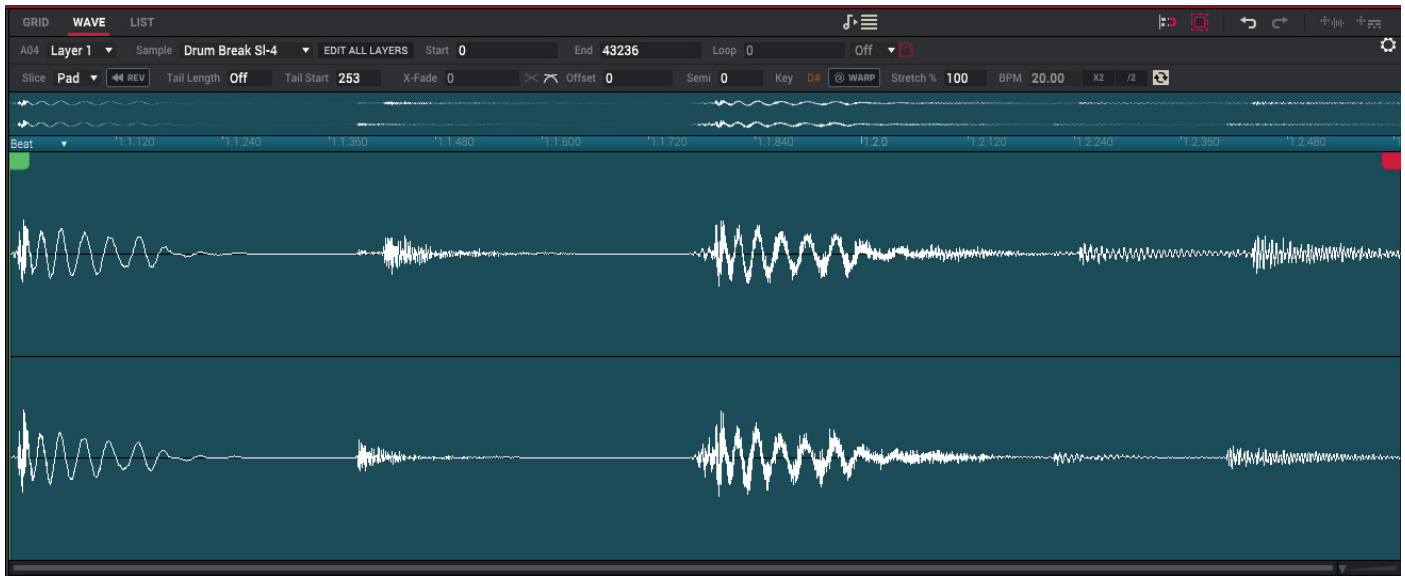 GRID WAVE LIST
A04 Layer 1 Sample Drum Break Sl-4 EDIT ALL LAYERS Start 0 End 43236 Loop 0 Off
Slice Pad REV Tail Length Off Tail Start 253 X-Fade 0 Offset 0 Semi 0 Key D# WARP Stretch % 100 BPM 20.00 X2 /2
Beat 1.1.120 1.1.240 1.1.360 1.1.480 1.1.600 1.1.720 1.1.840 1.2.0 1.2.120 1.2.240 1.2.360 1.2.480